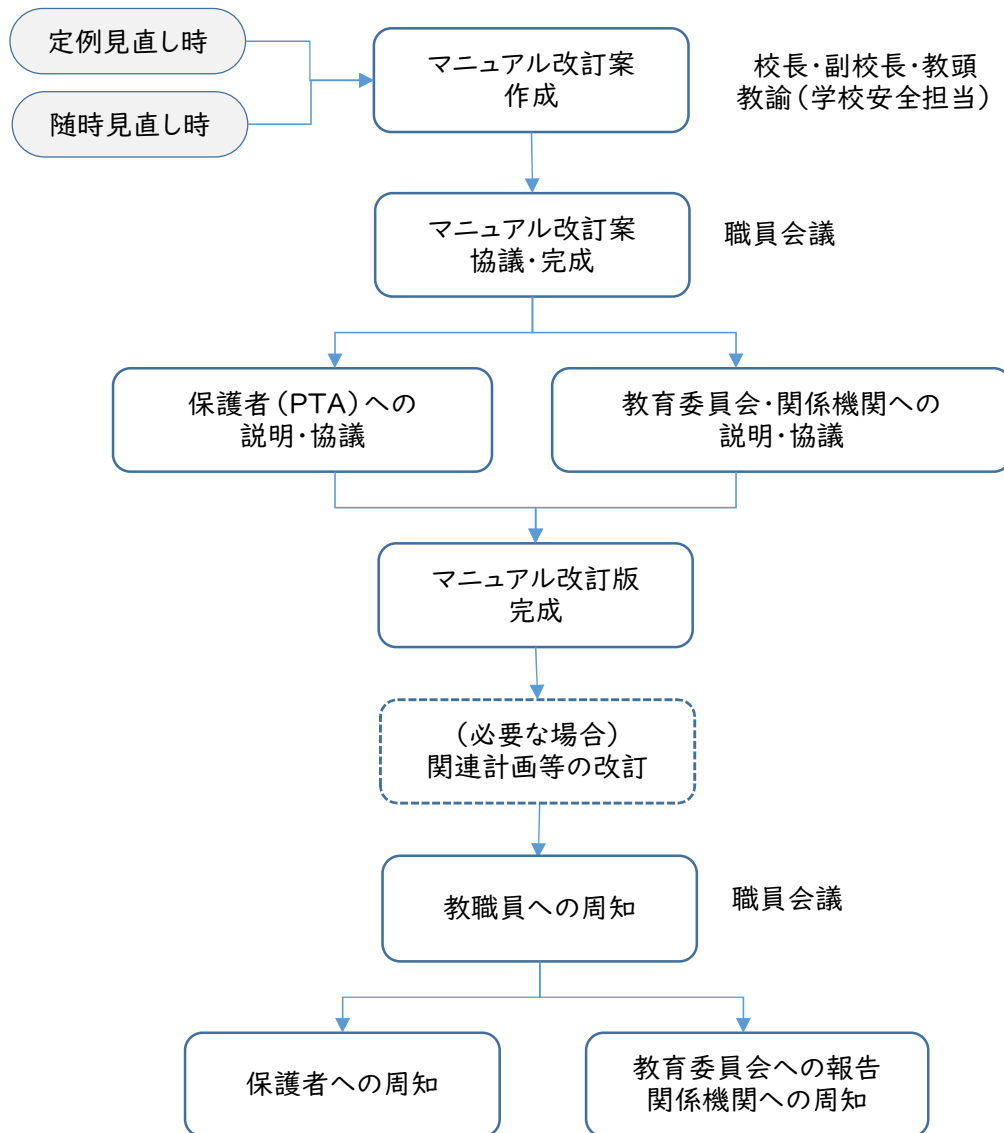 定例見直し時
随時見直し時
マニュアル改訂案
作成
校長・副校長・教頭
教諭(学校安全担当)
マニュアル改訂案
協議・完成
職員会議
保護者(PTA)への
説明・協議
教育委員会・関係機関への
説明・協議
マニュアル改訂版
完成
(必要な場合)
関連計画等の改訂
教職員への周知
職員会議
保護者への周知
教育委員会への報告
関係機関への周知